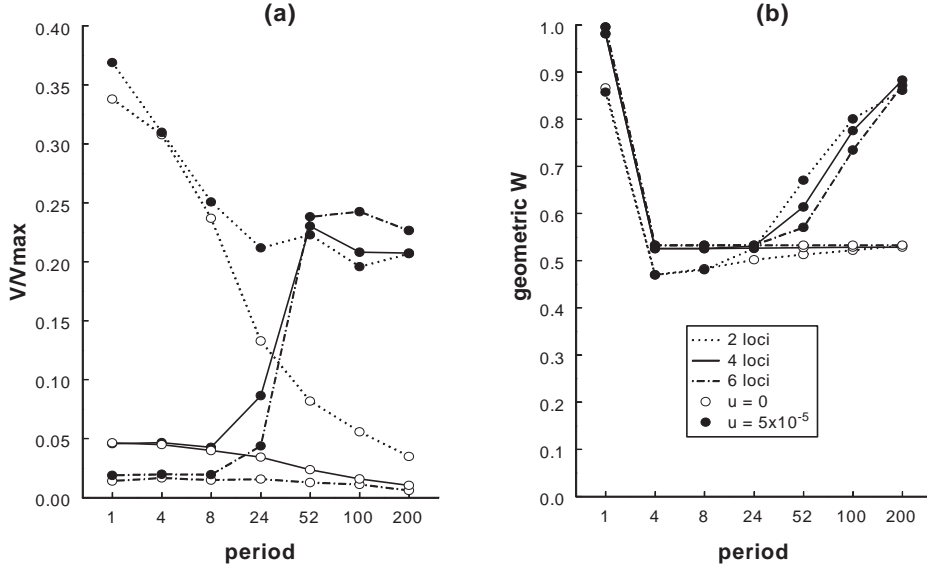 (a)
V/Vmax
0.40
0.35
0.30
0.25
0.20
0.15
0.10
0.05
0.00
1 4 8 24 52 100 200
period
(b)
geometric W
1.0
0.9
0.8
0.7
0.6
0.5
0.4
0.3
0.2
0.1
0.0
2 loci
4 loci
6 loci
u = 0
u = 5x10⁻⁵
1 4 8 24 52 100 200
period